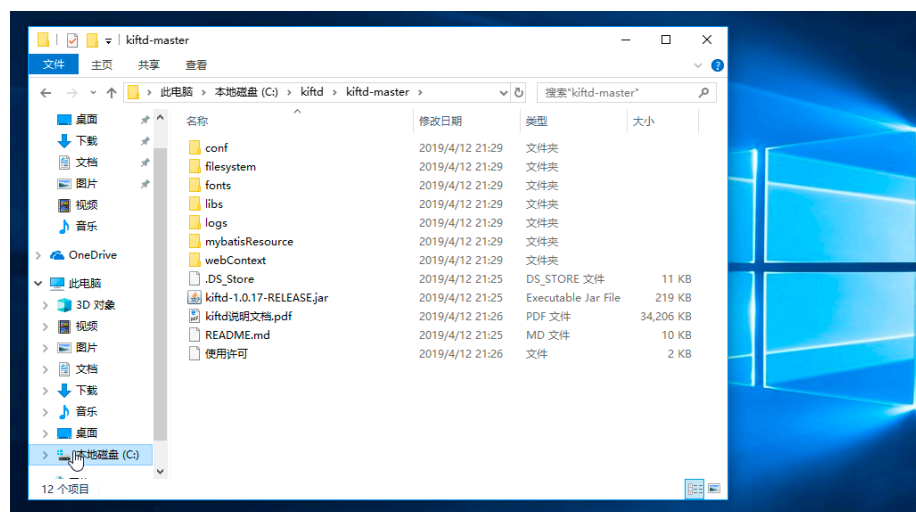 kiftd-master
文件 主页 共享 查看
此电脑 › 本地磁盘 (C:) › kiftd › kiftd-master › 搜索"kiftd-master"
名称 修改日期 类型 大小
桌面
下载
文档
图片
视频
音乐
OneDrive
此电脑
3D 对象
视频
图片
文档
下载
音乐
桌面
本地磁盘 (C:)
conf 2019/4/12 21:29 文件夹
filesystem 2019/4/12 21:29 文件夹
fonts 2019/4/12 21:29 文件夹
libs 2019/4/12 21:29 文件夹
logs 2019/4/12 21:29 文件夹
mybatisResource 2019/4/12 21:29 文件夹
webContext 2019/4/12 21:29 文件夹
.DS_Store 2019/4/12 21:25 DS_STORE 文件 11 KB
kiftd-1.0.17-RELEASE.jar 2019/4/12 21:25 Executable Jar File 219 KB
kiftd说明文档.pdf 2019/4/12 21:26 PDF 文件 34,206 KB
README.md 2019/4/12 21:25 MD 文件 10 KB
使用许可 2019/4/12 21:26 文件 2 KB
12 个项目